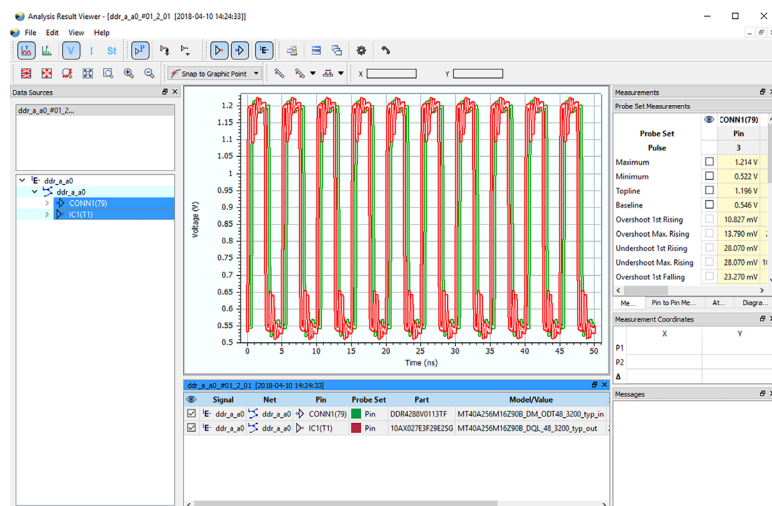 Analysis Result Viewer - [ddr_a_a0_#01_2_01 [2018-04-10 14:24:33]]
File Edit View Help
V I St
Snap to Graphic Point X Y
Data Sources
ddr_a_a0_#01_2...
ddr_a_a0
ddr_a_a0
CONN1(79)
IC1(T1)
Voltage (V)
1.2
1.15
1.1
1.05
1
0.95
0.9
0.85
0.8
0.75
0.7
0.65
0.6
0.55
0.5
0 5 10 15 20 25 30 35 40 45 50
Time (ns)
Measurements
Probe Set Measurements
CONN1(79)
Probe Set Pin
Pulse 3
Maximum 1.214 V
Minimum 0.522 V
Topline 1.196 V
Baseline 0.546 V
Overshoot 1st Rising 10.827 mV
Overshoot Max. Rising 13.790 mV
Undershoot 1st Rising 28.070 mV
Undershoot Max. Rising 28.070 mV
Overshoot 1st Falling 23.270 mV
Me... Pin to Pin Me... At... Diagra...
Measurement Coordinates
X Y
P1
P2
Δ
Messages
ddr_a_a0_#01_2_01 [2018-04-10 14:24:33]
Signal Net Pin Probe Set Part Model/Value
ddr_a_a0 ddr_a_a0 CONN1(79) Pin DDR4288V0113TF MT40A256M16Z90B_DM_ODT48_3200_typ_in
ddr_a_a0 ddr_a_a0 IC1(T1) Pin 10AX027E3F29E2SG MT40A256M16Z90B_DQL_48_3200_typ_out